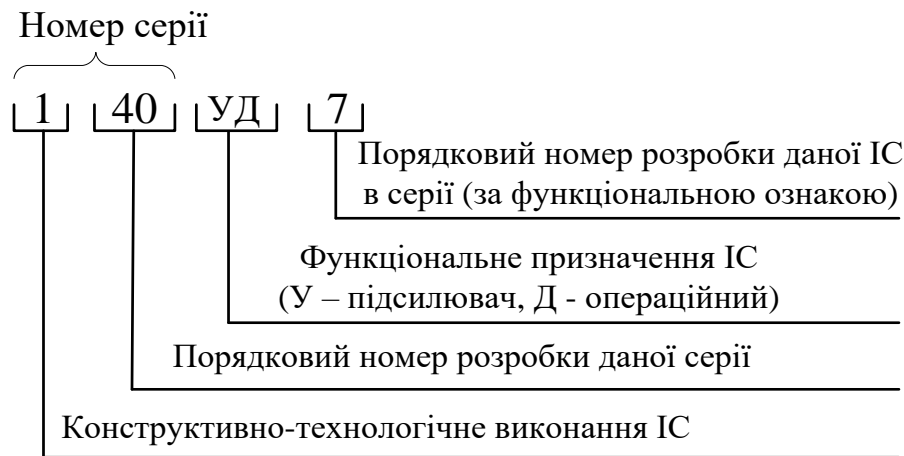 Номер серії
1 40 УД 7
Порядковий номер розробки даної ІС
в серії (за функціональною ознакою)
Функціональне призначення ІС
(У – підсилювач, Д - операційний)
Порядковий номер розробки даної серії
Конструктивно-технологічне виконання ІС